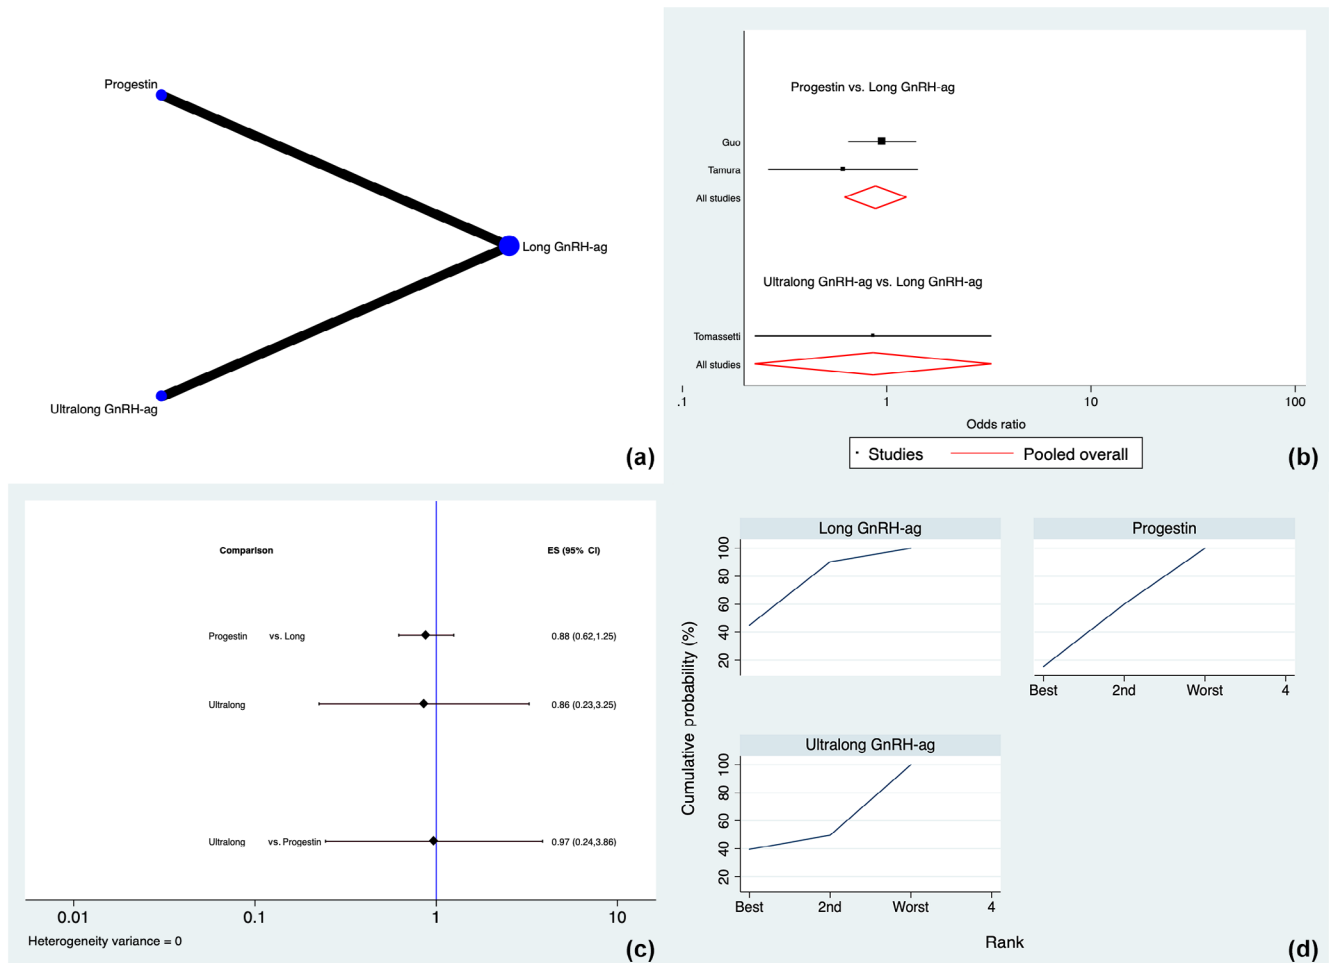 Progestin
Long GnRH-ag
Ultralong GnRH-ag
(a)
Progestin vs. Long GnRH-ag
Guo
Tamura
All studies
Ultralong GnRH-ag vs. Long GnRH-ag
Tomassetti
All studies
.1 1 10 100
Odds ratio
Studies Pooled overall
(b)
Comparison ES (95% CI)
Progestin vs. Long 0.88 (0.62,1.25)
Ultralong 0.86 (0.23,3.25)
Ultralong vs. Progestin 0.97 (0.24,3.86)
0.01 0.1 1 10
Heterogeneity variance = 0
(c)
Long GnRH-ag
100
80
60
40
20
Progestin
Best 2nd Worst 4
Ultralong GnRH-ag
100
80
60
40
20
Best 2nd Worst 4
Cumulative probability (%)
Rank
(d)